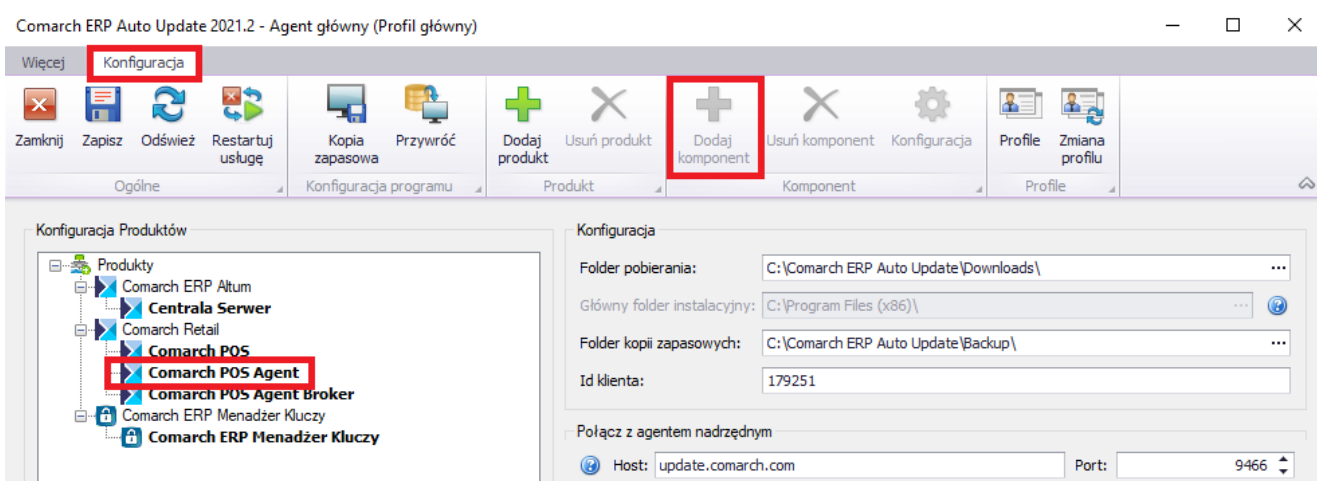 Comarch ERP Auto Update 2021.2 - Agent główny (Profil główny)
Więcej Konfiguracja
Zamknij Zapisz Odśwież Restartuj usługę Kopia zapasowa Przywróć Dodaj produkt Usuń produkt Dodaj komponent Usuń komponent Konfiguracja Profile Zmiana profilu
Ogólne Konfiguracja programu Produkt Komponent Profile
Konfiguracja Produktów
Produkty
Comarch ERP Altum
Centrala Serwer
Comarch Retail
Comarch POS
Comarch POS Agent
Comarch POS Agent Broker
Comarch ERP Menadżer Kluczy
Comarch ERP Menadżer Kluczy
Konfiguracja
Folder pobierania: C:\Comarch ERP Auto Update\Downloads\ ...
Główny folder instalacyjny: C:\Program Files (x86)\ ...
Folder kopii zapasowych: C:\Comarch ERP Auto Update\Backup\ ...
Id klienta: 179251
Połącz z agentem nadrzędnym
Host: update.comarch.com Port: 9466